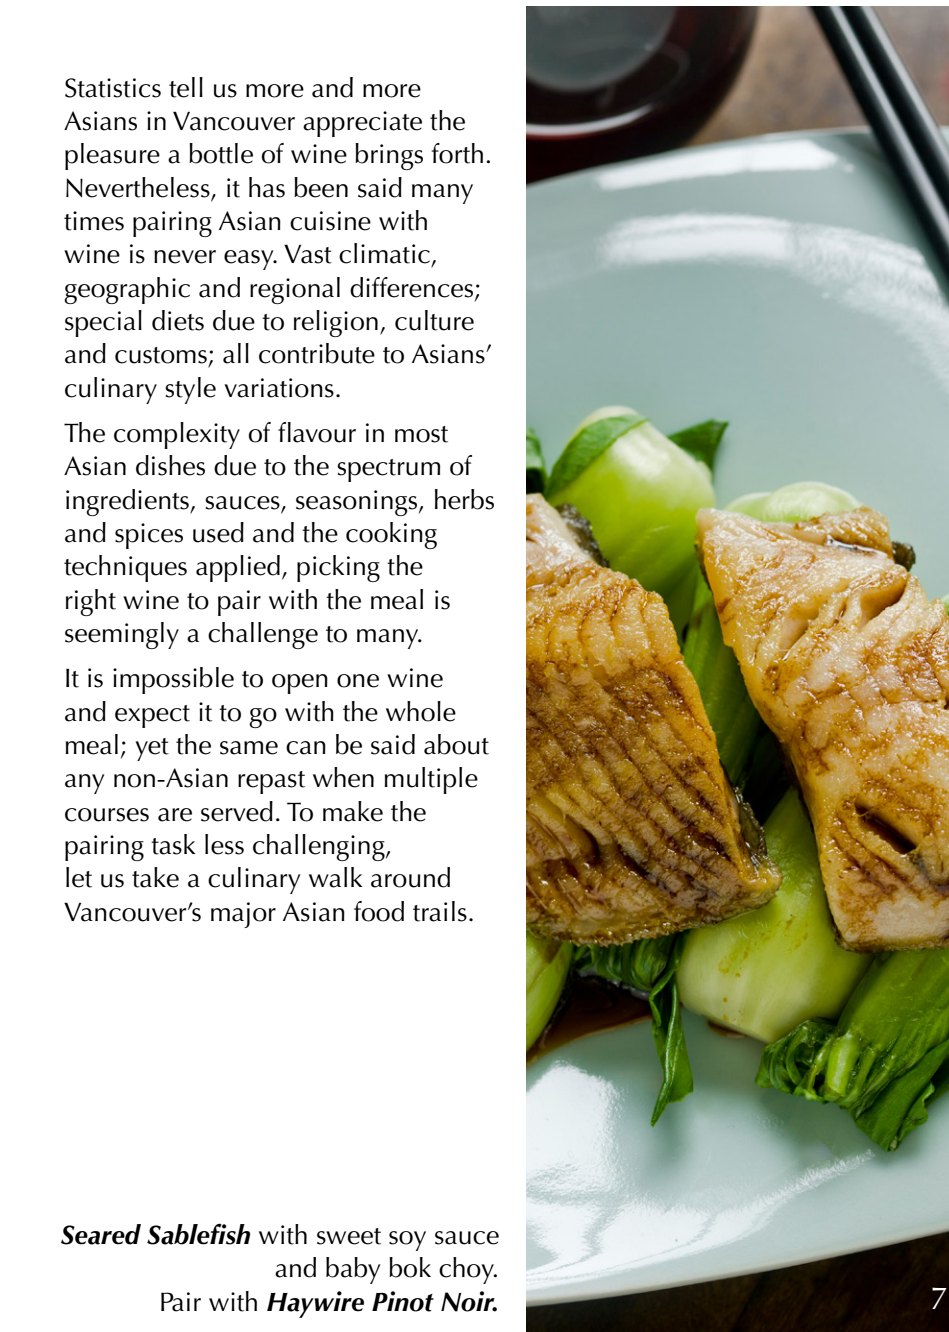 Statistics tell us more and more
Asians in Vancouver appreciate the
pleasure a bottle of wine brings forth.
Nevertheless, it has been said many
times pairing Asian cuisine with
wine is never easy. Vast climatic,
geographic and regional differences;
special diets due to religion, culture
and customs; all contribute to Asians’
culinary style variations.
The complexity of flavour in most
Asian dishes due to the spectrum of
ingredients, sauces, seasonings, herbs
and spices used and the cooking
techniques applied, picking the
right wine to pair with the meal is
seemingly a challenge to many.
It is impossible to open one wine
and expect it to go with the whole
meal; yet the same can be said about
any non-Asian repast when multiple
courses are served. To make the
pairing task less challenging,
let us take a culinary walk around
Vancouver’s major Asian food trails.
Seared Sablefish with sweet soy sauce
and baby bok choy.
Pair with Haywire Pinot Noir.
7